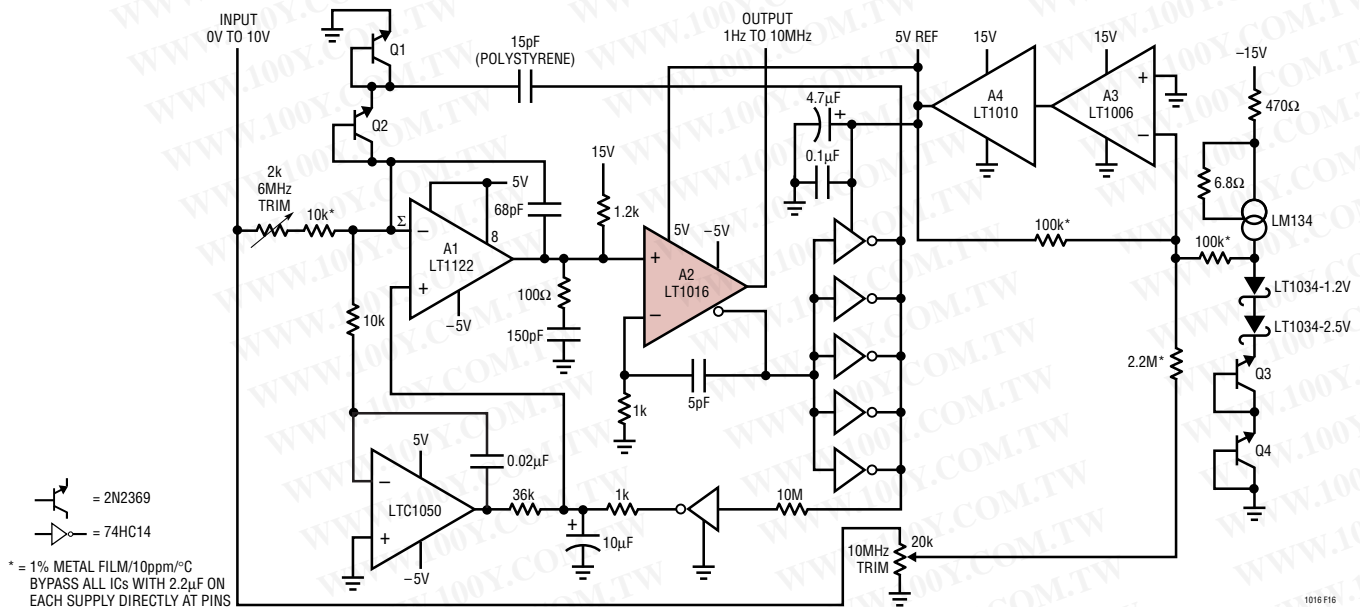 INPUT
0V TO 10V
OUTPUT
1Hz TO 10MHz
5V REF
15V
15V
–15V
Q1
15pF
(POLYSTYRENE)
A4
LT1010
A3
LT1006
+
–
470Ω
4.7µF
+
Q2
0.1µF
6.8Ω
LM134
2k
6MHz
TRIM
10k*
Σ
–
+
A1
LT1122
5V
8
–5V
68pF
15V
1.2k
5V
–5V
+
–
A2
LT1016
100k*
100k*
LT1034-1.2V
LT1034-2.5V
10k
100Ω
150pF
5pF
1k
2.2M*
Q3
Q4
5V
0.02µF
–
+
LTC1050
–5V
36k
1k
+
10µF
10M
10MHz
TRIM
20k
= 2N2369
= 74HC14
* = 1% METAL FILM/10ppm/°C
BYPASS ALL ICs WITH 2.2µF ON
EACH SUPPLY DIRECTLY AT PINS
1016 F16
WWW.100Y.COM.TW